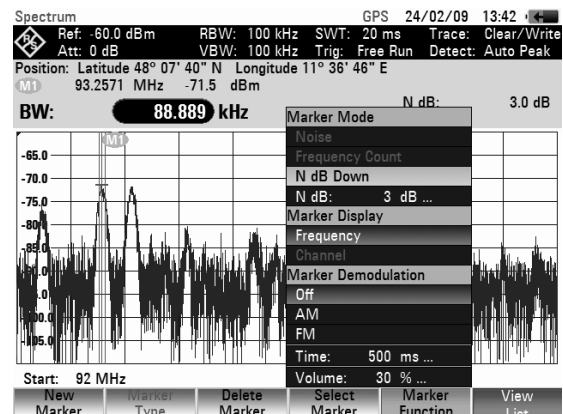 Spectrum GPS 24/02/09 13:42
Ref: -60.0 dBm RBW: 100 kHz SWT: 20 ms Trace: Clear/Write
Att: 0 dB VBW: 100 kHz Trig: Free Run Detect: Auto Peak
Position: Latitude 48° 07' 40" N Longitude 11° 36' 46" E
M1 93.2571 MHz -71.5 dBm
BW: 88.889 kHz N dB: 3.0 dB
M1
Marker Mode
Noise
Frequency Count
N dB Down
N dB: 3 dB ...
Marker Display
Frequency
Channel
Marker Demodulation
Off
AM
FM
Time: 500 ms ...
Volume: 30 % ...
-65.0
-70.0
-75.0
Start: 92 MHz
New Marker
Marker Type
Delete Marker
Select Marker
Marker Function
View List